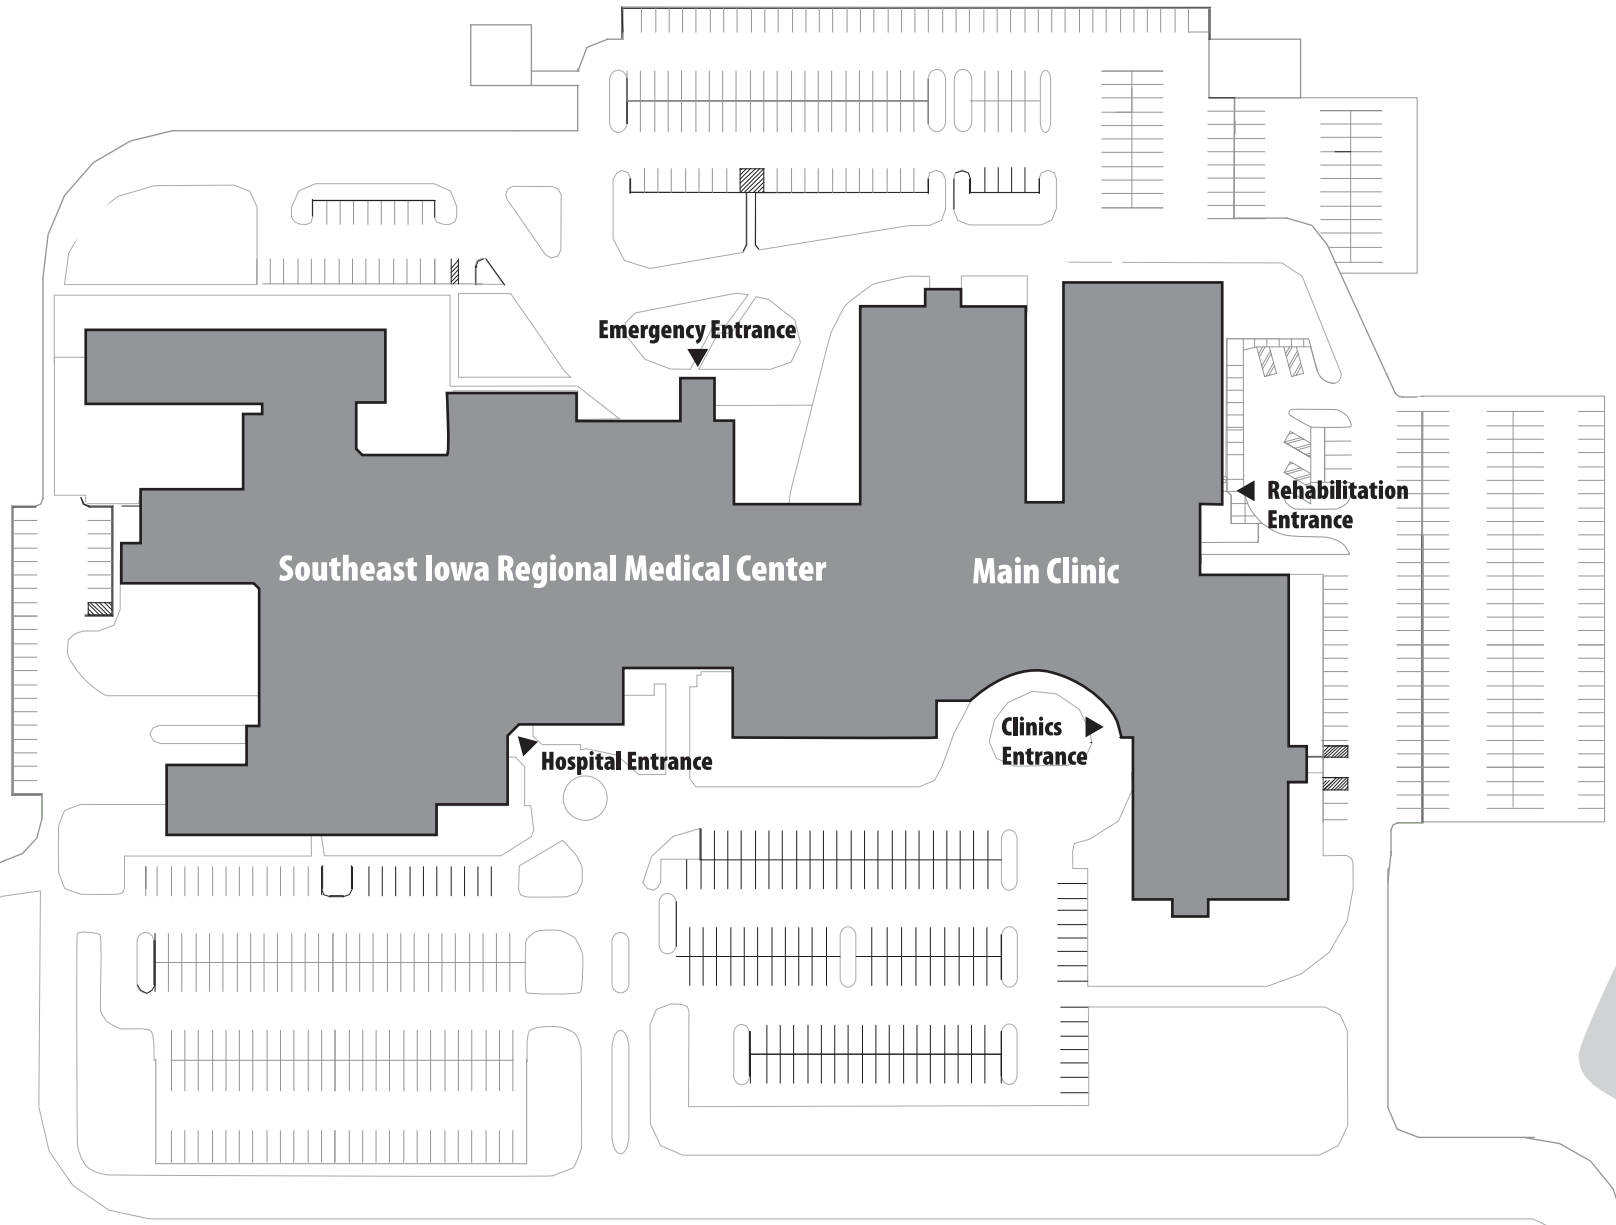 Emergency Entrance
Rehabilitation
Entrance
Southeast Iowa Regional Medical Center
Main Clinic
Clinics
Entrance
Hospital Entrance